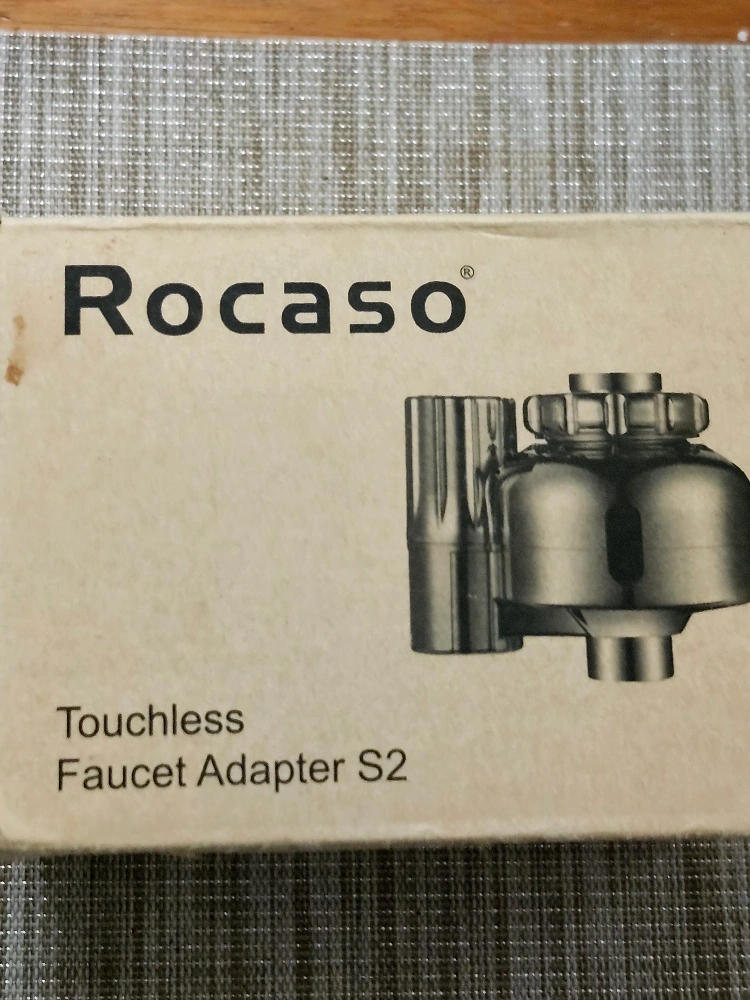 Rocaso®
Touchless
Faucet Adapter S2